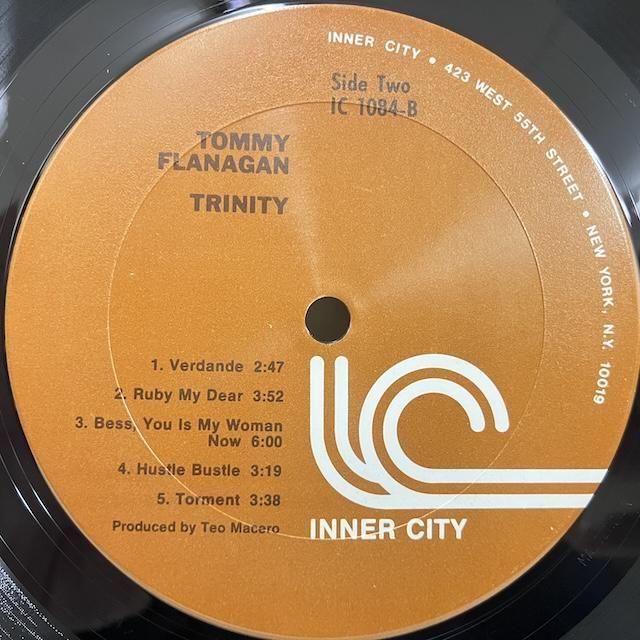 INNER CITY • 423 WEST 55TH STREET • NEW YORK, N.Y. 10019
Side Two
IC 1084-B
TOMMY
FLANAGAN
TRINITY
1. Verdande 2:47
2. Ruby My Dear 3:52
3. Bess, You Is My Woman
Now 6:00
4. Hustle Bustle 3:19
5. Torment 3:38
Produced by Teo Macero
IC
INNER CITY